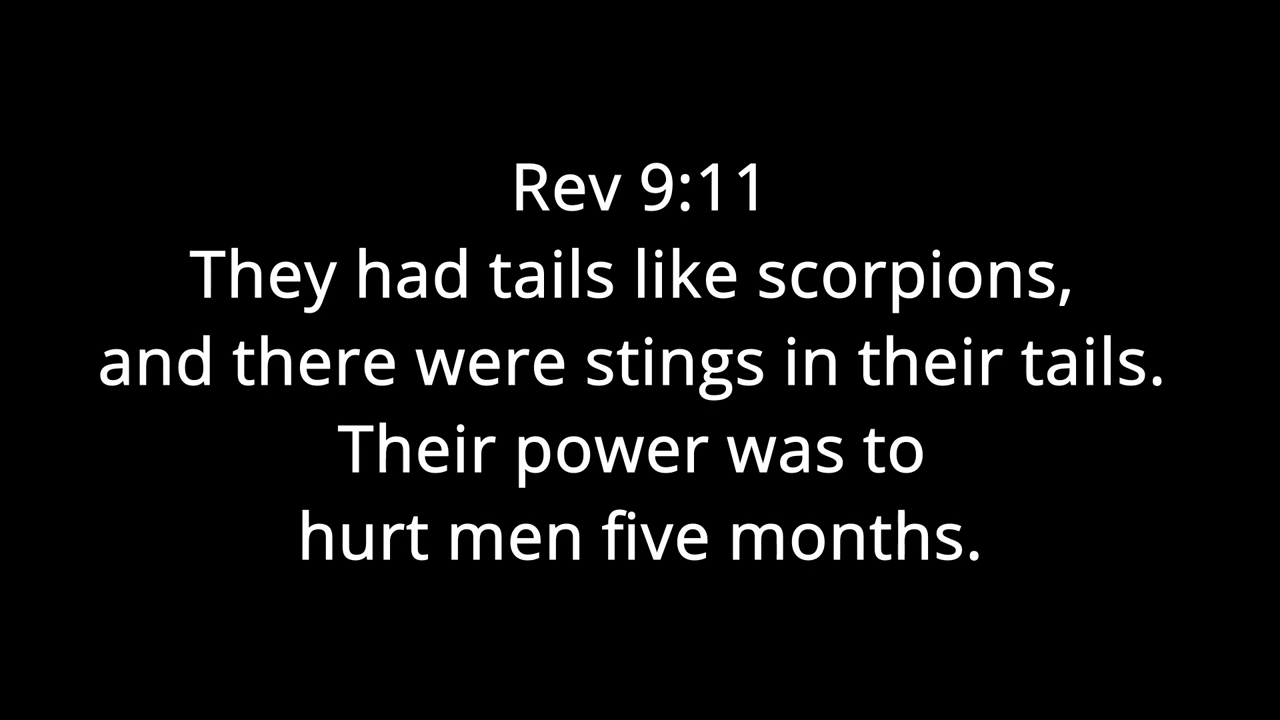 Rev 9:11
They had tails like scorpions,
and there were stings in their tails.
Their power was to
hurt men five months.